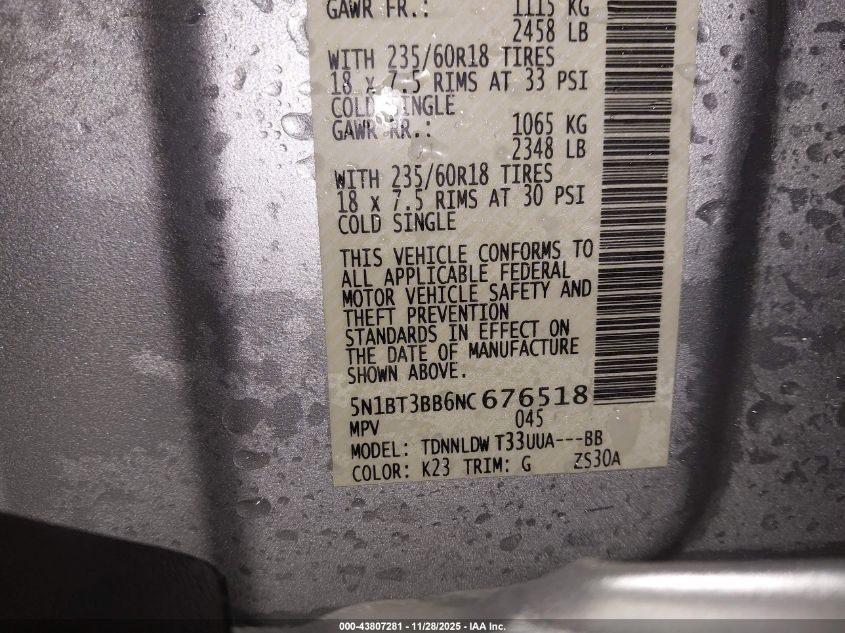 GAWR FR.: 1115 KG
2458 LB
WITH 235/60R18 TIRES
18 x 7.5 RIMS AT 33 PSI
COLD SINGLE
GAWR RR.: 1065 KG
2348 LB
WITH 235/60R18 TIRES
18 x 7.5 RIMS AT 30 PSI
COLD SINGLE
THIS VEHICLE CONFORMS TO
ALL APPLICABLE FEDERAL
MOTOR VEHICLE SAFETY AND
THEFT PREVENTION
STANDARDS IN EFFECT ON
THE DATE OF MANUFACTURE
SHOWN ABOVE.
5N1BT3BB6NC676518
MPV 045
MODEL: TDNNLDW T33UUA---BB
COLOR: K23 TRIM: G ZS30A
000-43807281 | 11/28/2025 - IAA Inc.